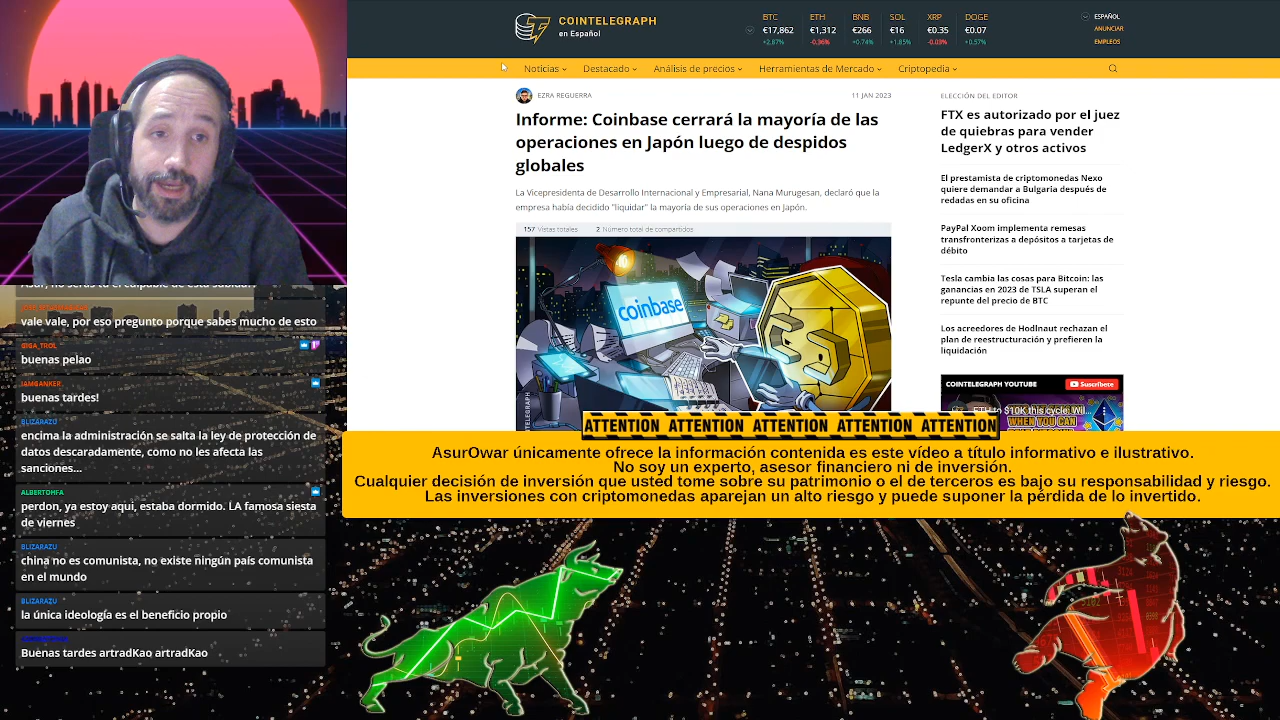 COINTELEGRAPH
en Español
BTC
€17,862
+2,87%
ETH
€1,312
-0,36%
BNB
€266
+0,74%
SOL
€16
+1,85%
XRP
€0.35
-0,03%
DOGE
€0.07
+0,57%
ESPAÑOL
ANUNCIAR
EMPLEOS
Noticias
Destacado
Análisis de precios
Herramientas de Mercado
Criptopedia
EZRA REGUERRA
11 JAN 2023
Informe: Coinbase cerrará la mayoría de las
operaciones en Japón luego de despidos
globales
La Vicepresidenta de Desarrollo Internacional y Empresarial, Nana Murugesan, declaró que la
empresa había decidido "liquidar" la mayoría de sus operaciones en Japón.
157 Vistas totales
2 Número total de compartidos
coinbase
ELECCIÓN DEL EDITOR
FTX es autorizado por el juez
de quiebras para vender
LedgerX y otros activos
El prestamista de criptomonedas Nexo
quiere demandar a Bulgaria después de
redadas en su oficina
PayPal Xoom implementa remesas
transfronterizas a depósitos a tarjetas de
débito
Tesla cambia las cosas para Bitcoin: las
ganancias en 2023 de TSLA superan el
repunte del precio de BTC
Los acreedores de Hodlnaut rechazan el
plan de reestructuración y prefieren la
liquidación
COINTELEGRAPH YOUTUBE
Suscríbete
ETH to $10K this cycle: Wil...
WHEN YOU CAN
vale vale, por eso pregunto porque sabes mucho de esto
GIGA_TROL
buenas pelao
IAMGANKER_
buenas tardes!
BLIZARAZU
encima la administración se salta la ley de protección de
datos descaradamente, como no les afecta las
sanciones...
ALBERTOHFA
perdon, ya estoy aqui, estaba dormido. LA famosa siesta
de viernes
BLIZARAZU
china no es comunista, no existe ningún país comunista
en el mundo
BLIZARAZU
la única ideología es el beneficio propio
Buenas tardes artradKao artradKao
ATTENTION ATTENTION ATTENTION ATTENTION ATTENTION
AsurOwar únicamente ofrece la información contenida es este vídeo a título informativo e ilustrativo.
No soy un experto, asesor financiero ni de inversión.
Cualquier decisión de inversión que usted tome sobre su patrimonio o el de terceros es bajo su responsabilidad y riesgo.
Las inversiones con criptomonedas aparejan un alto riesgo y puede suponer la pérdida de lo invertido.